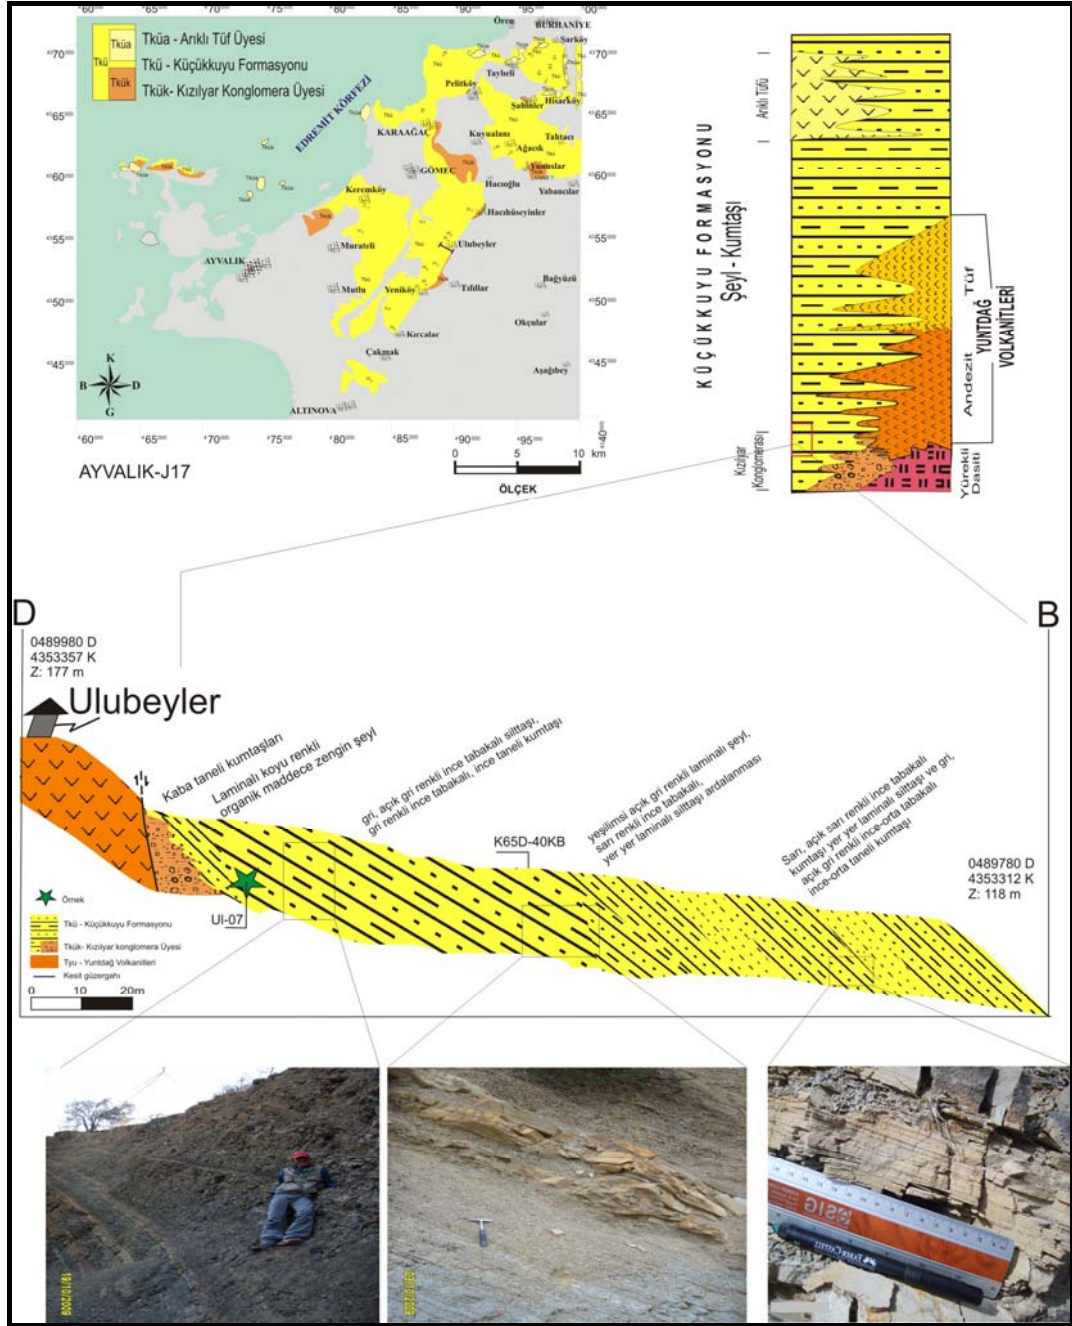 Tküa
Tkü
Tkük
Tküa - Arıklı Tüf Üyesi
Tkü - Küçükkuyu Formasyonu
Tkük- Kızılyar Konglomera Üyesi
EDREMİT KÖRFEZİ
Ören
BURHANİYE
Şarköy
Pelitköy
Taylıeli
Şahinler
Hisarköy
KARAAĞAÇ
Koyualanı
Tahtacı
Ağacık
GÖMEÇ
Yunuslar
Hacıoğlu
Yabancılar
Keremköy
Hacıhüseyinler
Murateli
Ulubeyler
AYVALIK
Mutlu
Yeniköy
Tıfıllar
Bağyüzü
Okçular
Kırcalar
Çakmak
Aşağıbey
ALTINOVA
K
B
D
G
AYVALIK-J17
0 5 10 km
ÖLÇEK
KÜÇÜKKUYU FORMASYONU
Şeyl - Kumtaşı
Arıklı Tüfü
Kızılyar
Konglomerası
Tüf
Andezit
YUNTDAĞ
VOLKANİTLERİ
Yürekli
Dasiti
D
B
0489980 D
4353357 K
Z: 177 m
Ulubeyler
Kaba taneli kumtaşları
Laminalı koyu renkli
organik maddece zengin şeyl
gri, açık gri renkli ince tabakalı silttaşı,
gri renkli ince tabakalı, ince taneli kumtaşı
K65D-40KB
yeşilimsi açık gri renkli laminalı şeyl,
sarı renkli ince tabakalı,
yer yer laminalı silttaşı ardalanması
Sarı, açık sarı renkli ince tabakalı
kumtaşı yer yer laminalı silttaşı ve gri,
açık gri renkli ince-orta tabakalı
ince-orta taneli kumtaşı
0489780 D
4353312 K
Z: 118 m
Ul-07
Örnek
Tkü - Küçükkuyu Formasyonu
Tkük- Kızılyar konglomera Üyesi
Tyu - Yuntdağ Volkanitleri
Kesit güzergahı
0 10 20m
19/10/2009
FABER CASTELL